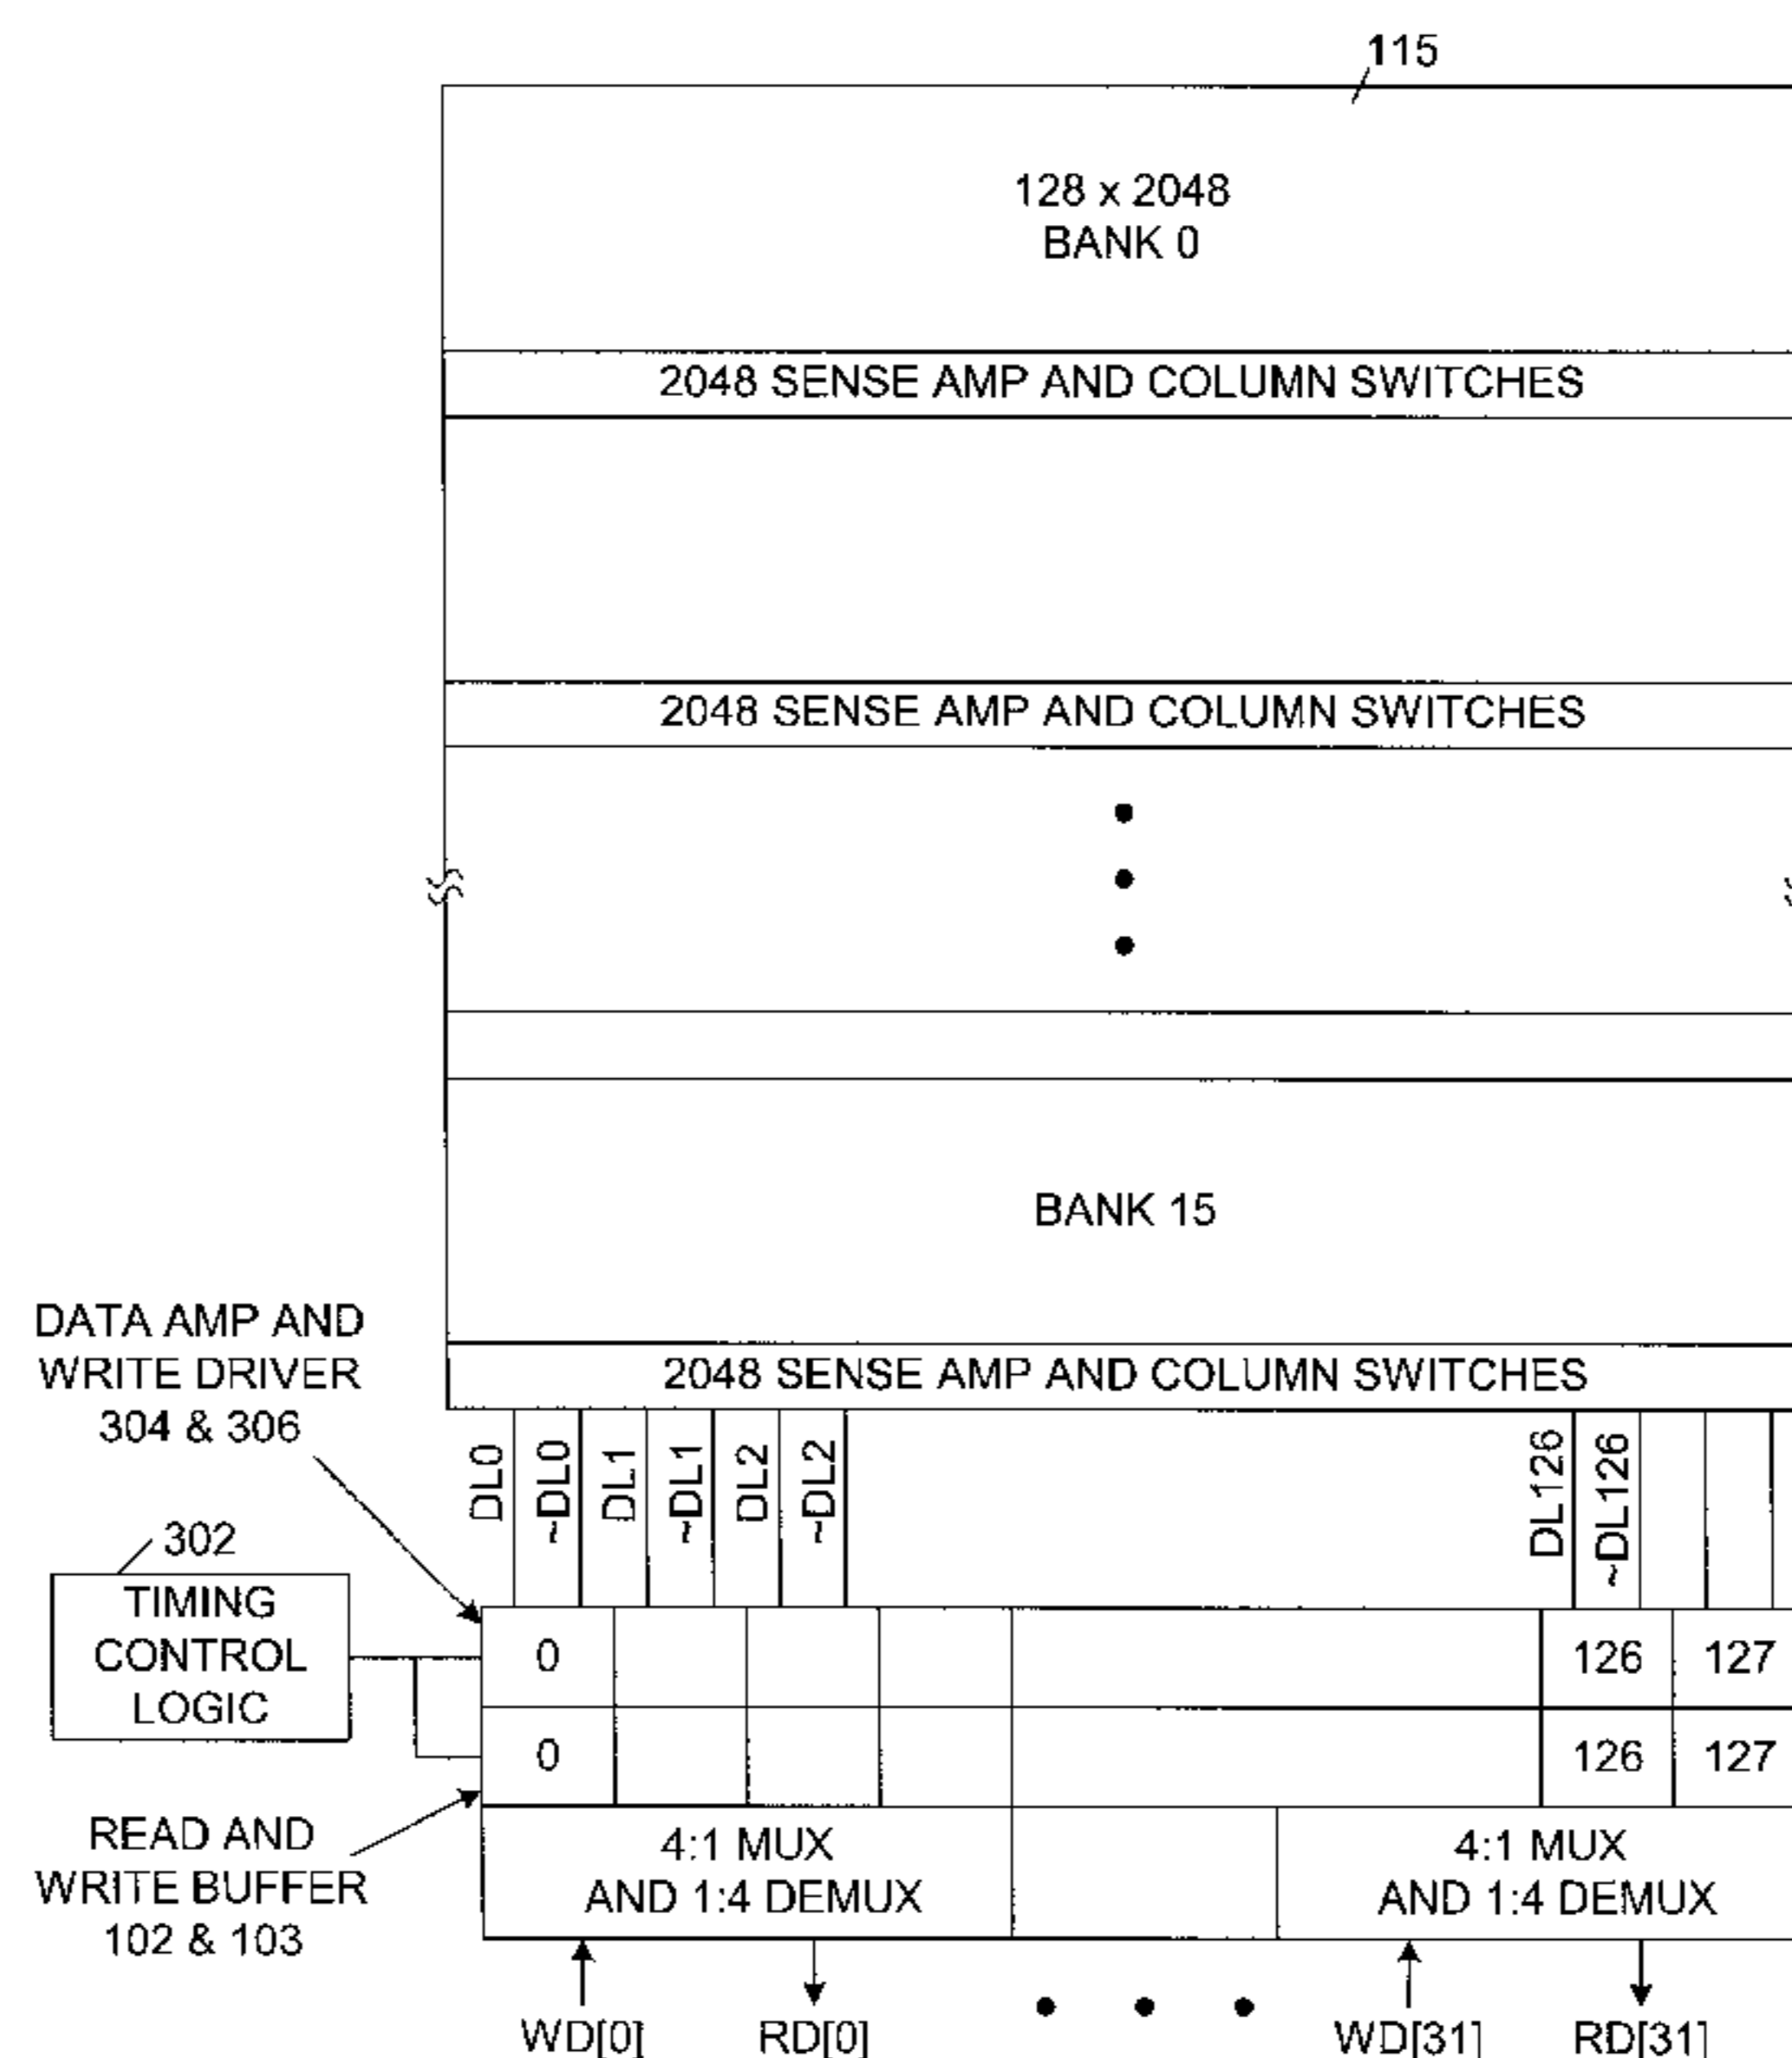 115
128 x 2048
BANK 0
2048 SENSE AMP AND COLUMN SWITCHES
2048 SENSE AMP AND COLUMN SWITCHES
BANK 15
2048 SENSE AMP AND COLUMN SWITCHES
DATA AMP AND
WRITE DRIVER
304 & 306
DL0
~DL0
DL1
~DL1
DL2
~DL2
DL126
~DL126
302
TIMING
CONTROL
LOGIC
0
126
127
0
126
127
READ AND
WRITE BUFFER
102 & 103
4:1 MUX
AND 1:4 DEMUX
4:1 MUX
AND 1:4 DEMUX
WD[0]
RD[0]
WD[31]
RD[31]